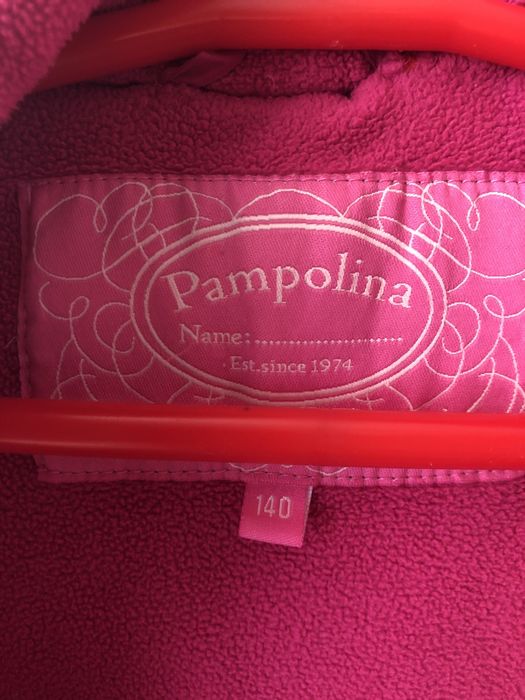 Pampolina
Name:.......................
Est.since 1974
140